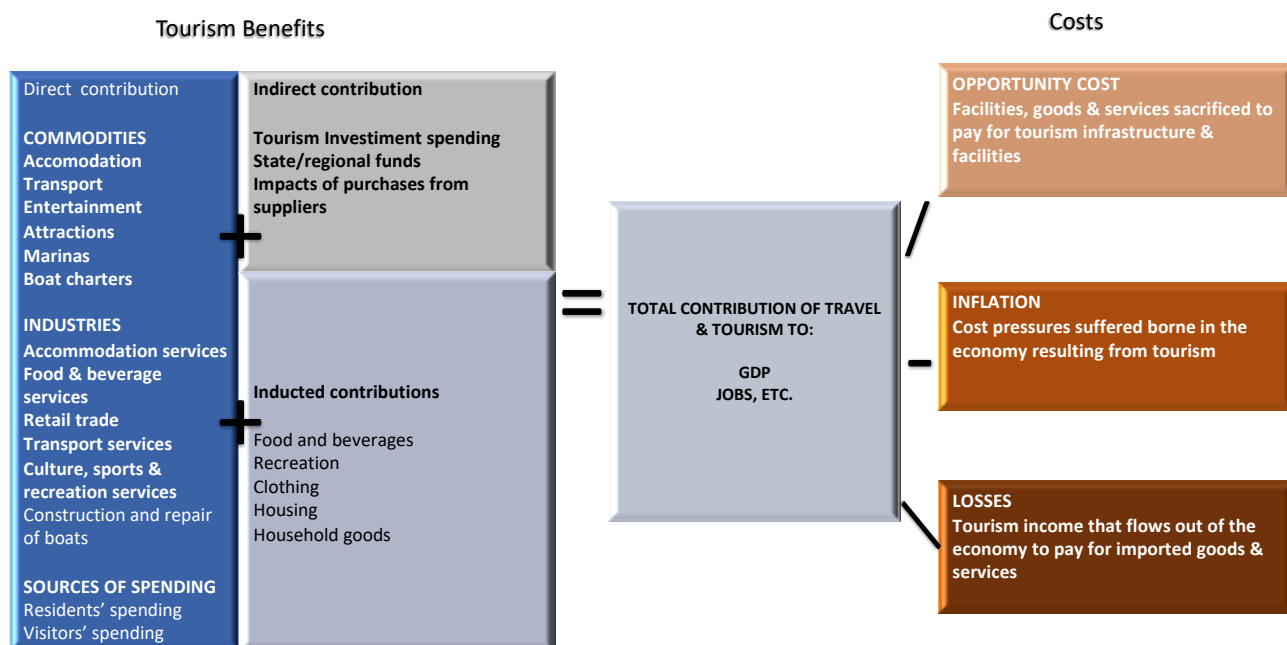 Tourism Benefits
Costs
Direct contribution
COMMODITIES
Accomodation
Transport
Entertainment
Attractions
Marinas
Boat charters
INDUSTRIES
Accommodation services
Food & beverage
services
Retail trade
Transport services
Culture, sports &
recreation services
Construction and repair
of boats
SOURCES OF SPENDING
Residents’ spending
Visitors’ spending
+
+
Indirect contribution
Tourism Investiment spending
State/regional funds
Impacts of purchases from
suppliers
Inducted contributions
Food and beverages
Recreation
Clothing
Housing
Household goods
=
TOTAL CONTRIBUTION OF TRAVEL
& TOURISM TO:
GDP
JOBS, ETC.
-
OPPORTUNITY COST
Facilities, goods & services sacrificed to
pay for tourism infrastructure &
facilities
INFLATION
Cost pressures suffered borne in the
economy resulting from tourism
LOSSES
Tourism income that flows out of the
economy to pay for imported goods &
services